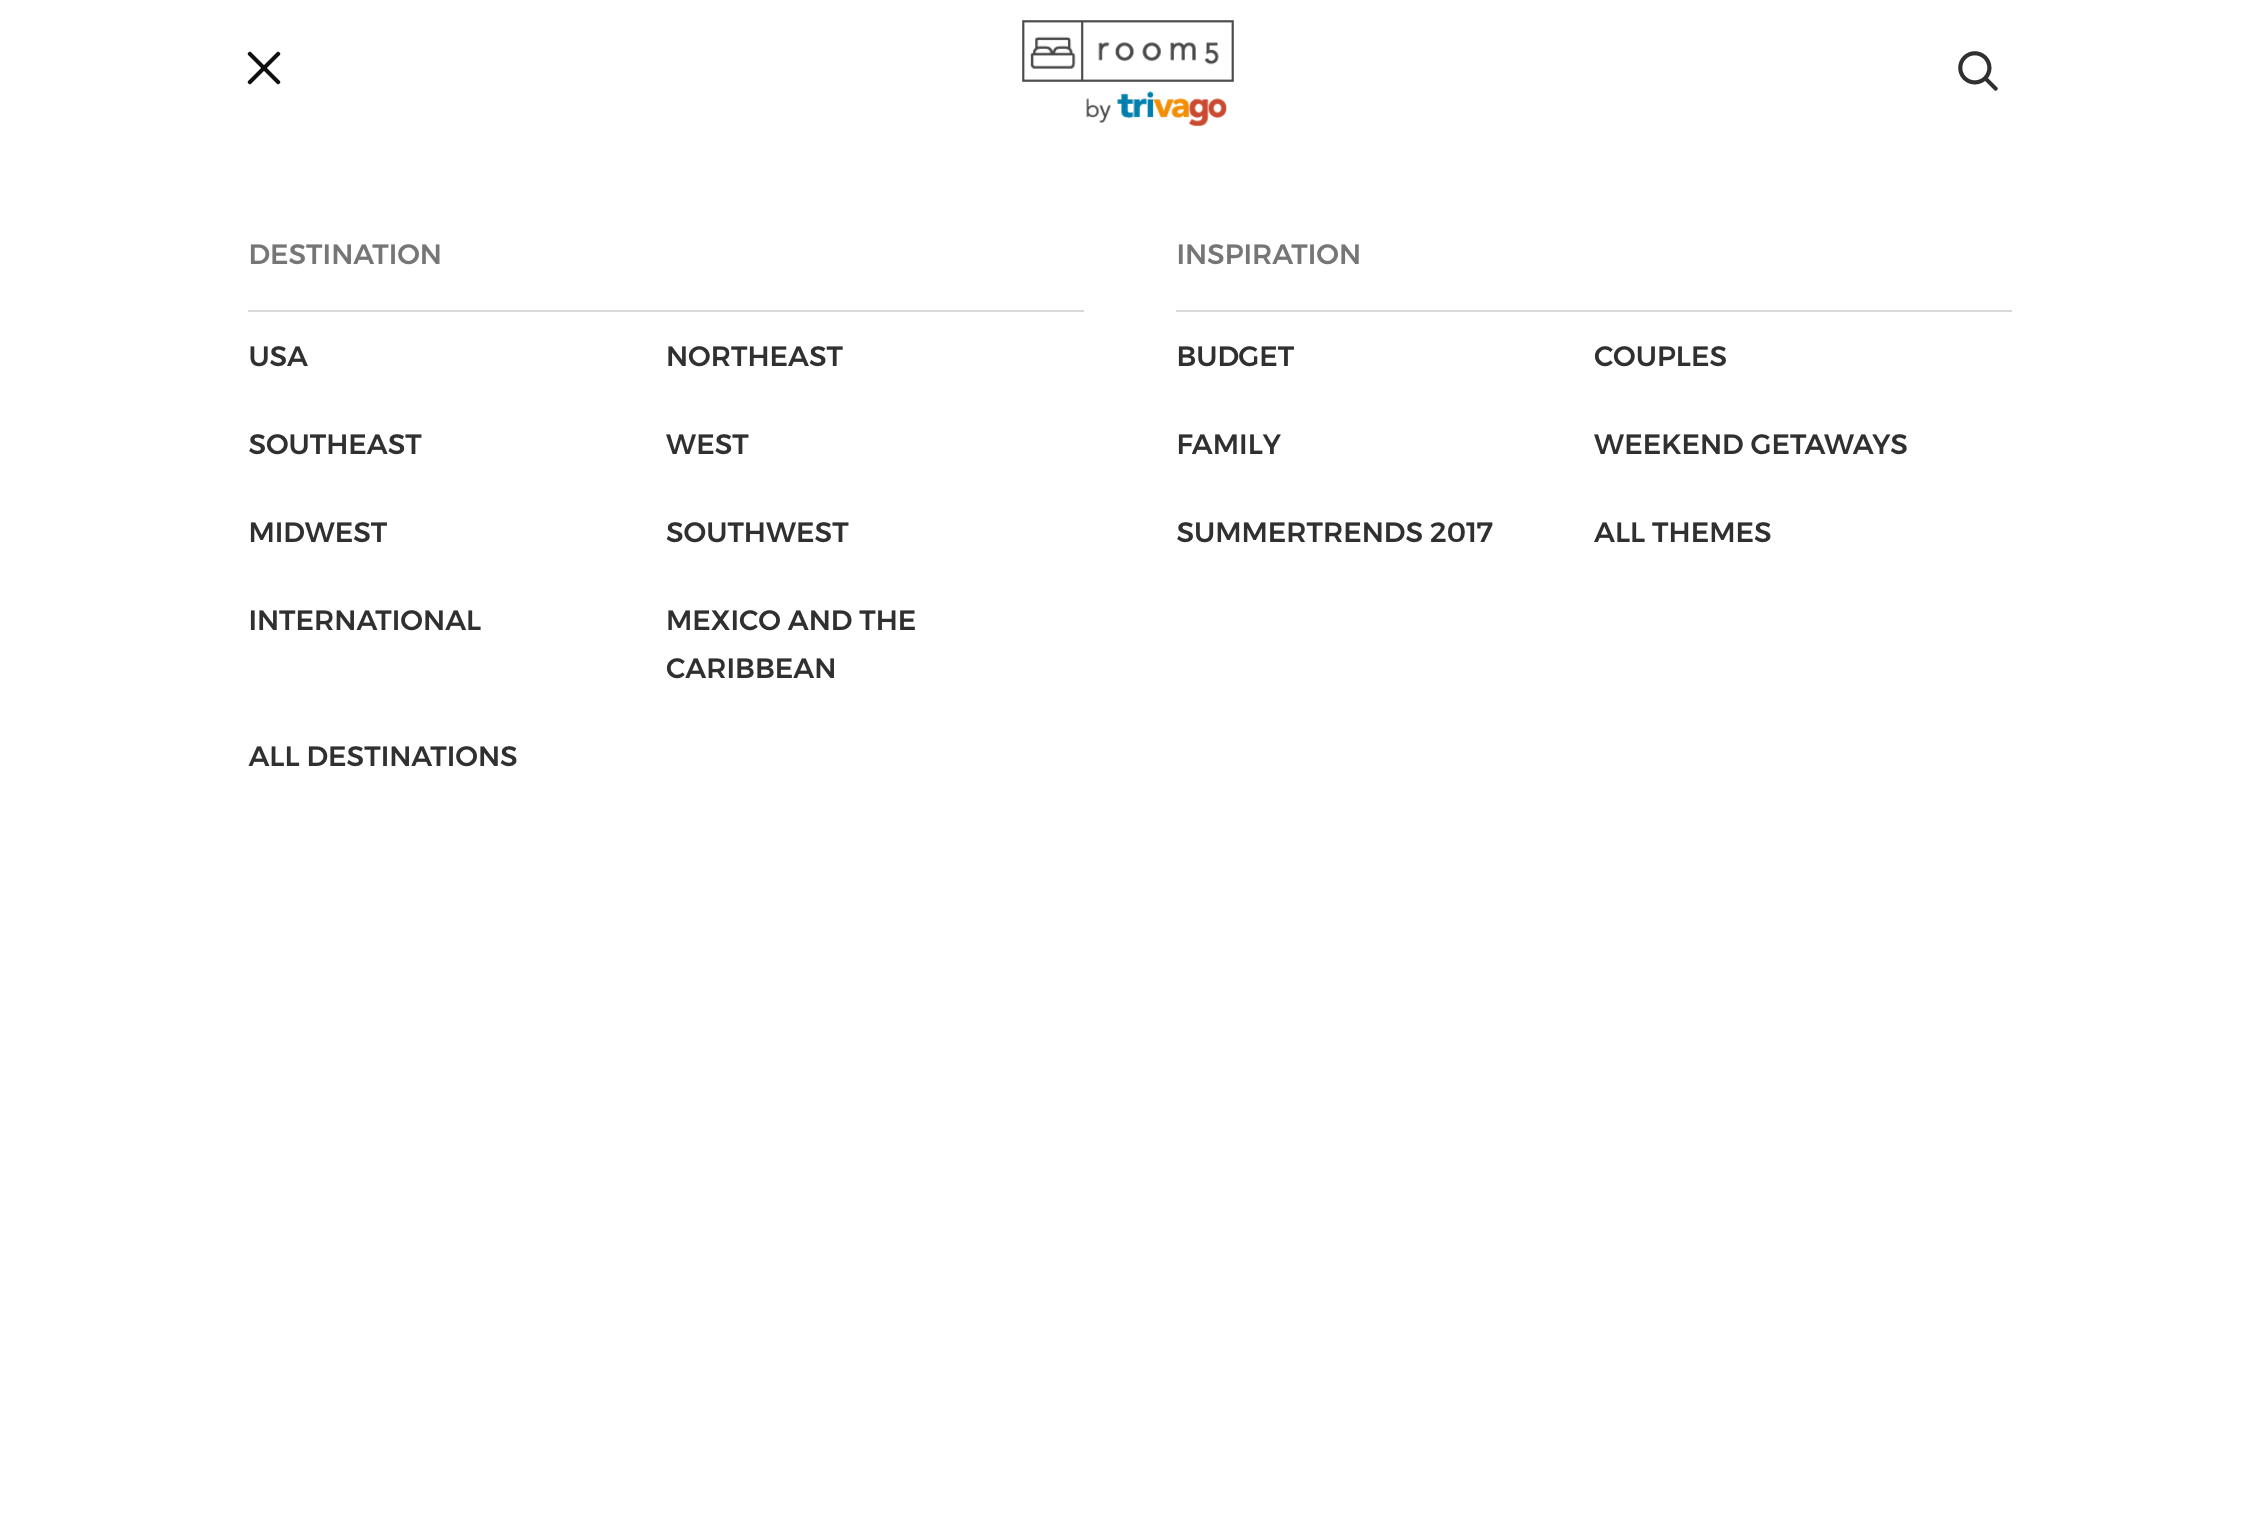 room5
by trivago
DESTINATION
USA
NORTHEAST
SOUTHEAST
WEST
MIDWEST
SOUTHWEST
INTERNATIONAL
MEXICO AND THE
CARIBBEAN
ALL DESTINATIONS
INSPIRATION
BUDGET
COUPLES
FAMILY
WEEKEND GETAWAYS
SUMMERTRENDS 2017
ALL THEMES